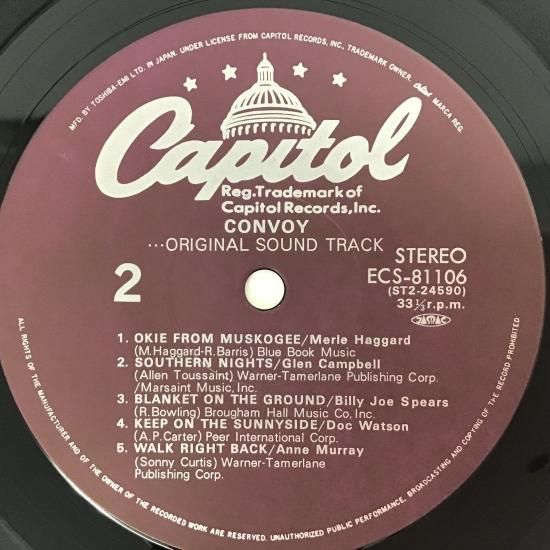 MFD. BY TOSHIBA-EMI LTD. IN JAPAN. UNDER LICENSE FROM CAPITOL RECORDS, INC., TRADEMARK OWNER. Capitol MARCA REG.
Capitol
Reg.Trademark of
Capitol Records,Inc.
CONVOY
...ORIGINAL SOUND TRACK
2
STEREO
ECS-81106
(ST2-24590)
33 1/3 r.p.m.
JASRAC
1. OKIE FROM MUSKOGEE/Merle Haggard
(M.Haggard-R.Barris) Blue Book Music
2. SOUTHERN NIGHTS/Glen Campbell
(Allen Toussaint) Warner-Tamerlane Publishing Corp.
/Marsaint Music, Inc.
3. BLANKET ON THE GROUND/Billy Joe Spears
(R.Bowling) Brougham Hall Music Co, Inc.
4. KEEP ON THE SUNNYSIDE/Doc Watson
(A.P.Carter) Peer International Corp.
5. WALK RIGHT BACK/Anne Murray
(Sonny Curtis) Warner-Tamerlane
Publishing Corp.
ALL RIGHTS OF THE MANUFACTURER AND OF THE OWNER OF THE RECORDED WORK ARE RESERVED. UNAUTHORIZED PUBLIC PERFORMANCE, BROADCASTING AND COPYING OF THE RECORD PROHIBITED